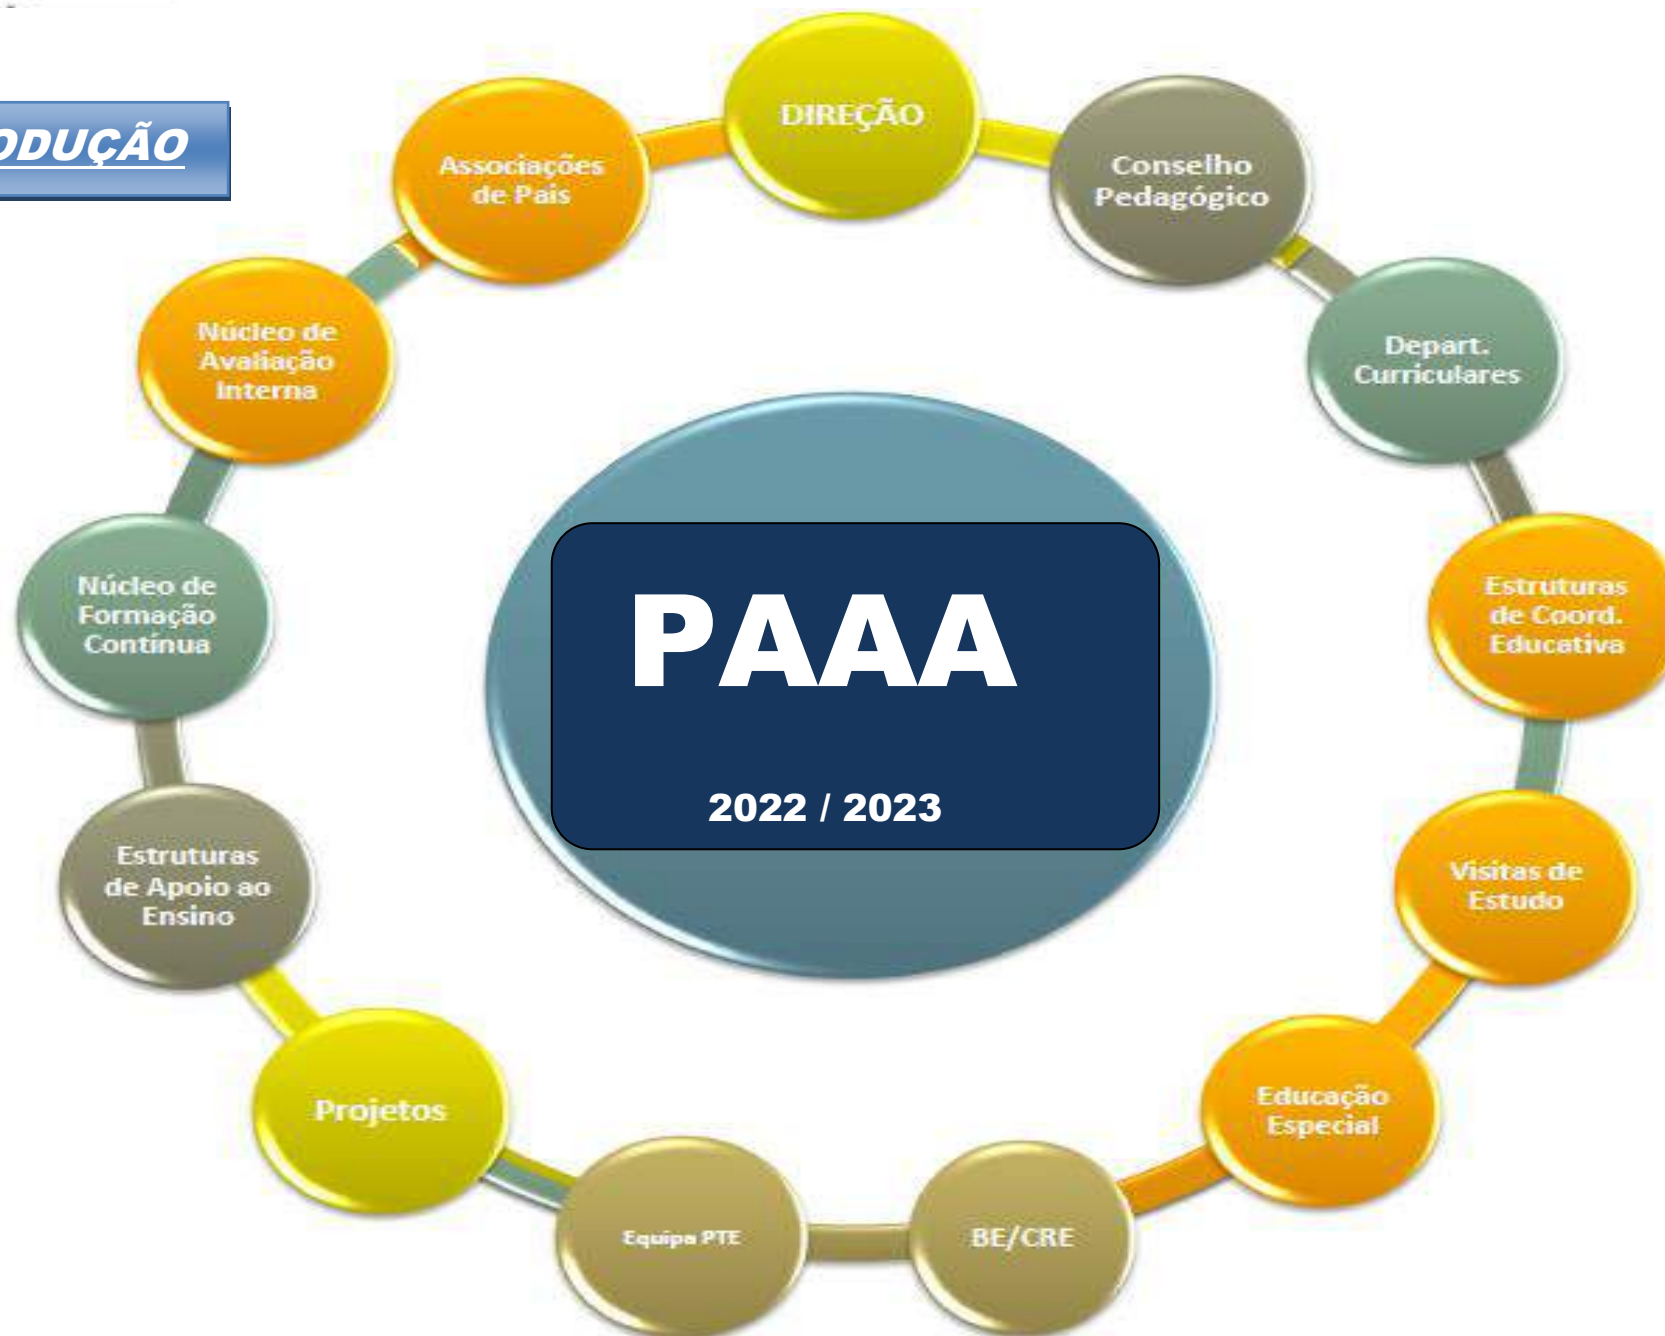 ODUÇÃO
DIREÇÃO
Conselho
Pedagógico
Depart.
Curriculares
Estruturas
de Coord.
Educativa
Visitas de
Estudo
Educação
Especial
BE/CRE
Equipa PTE
Projetos
Estruturas
de Apoio ao
Ensino
Núcleo de
Formação
Contínua
Núcleo de
Avaliação
Interna
Associações
de Pais
PAAA
2022 / 2023